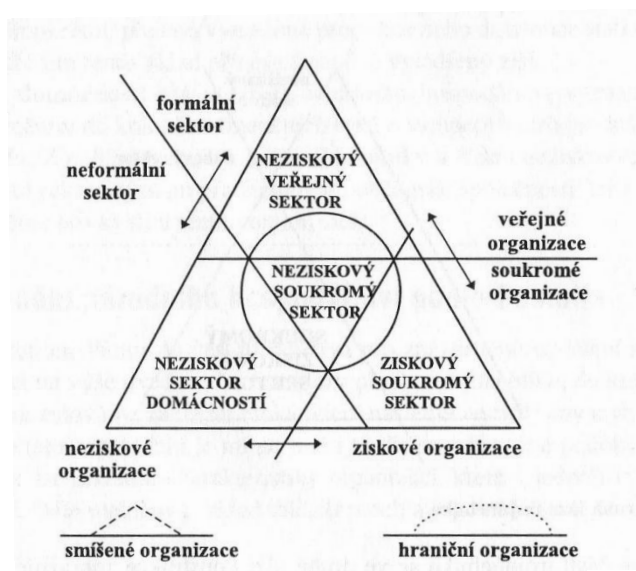 formální
sektor
neformální
sektor
NEZISKOVÝ
VEŘEJNÝ
SEKTOR
veřejné
organizace
soukromé
organizace
NEZISKOVÝ
SOUKROMÝ
SEKTOR
NEZISKOVÝ
SEKTOR
DOMÁCNOSTÍ
ZISKOVÝ
SOUKROMÝ
SEKTOR
neziskové
organizace
ziskové organizace
smíšené organizace
hraniční organizace